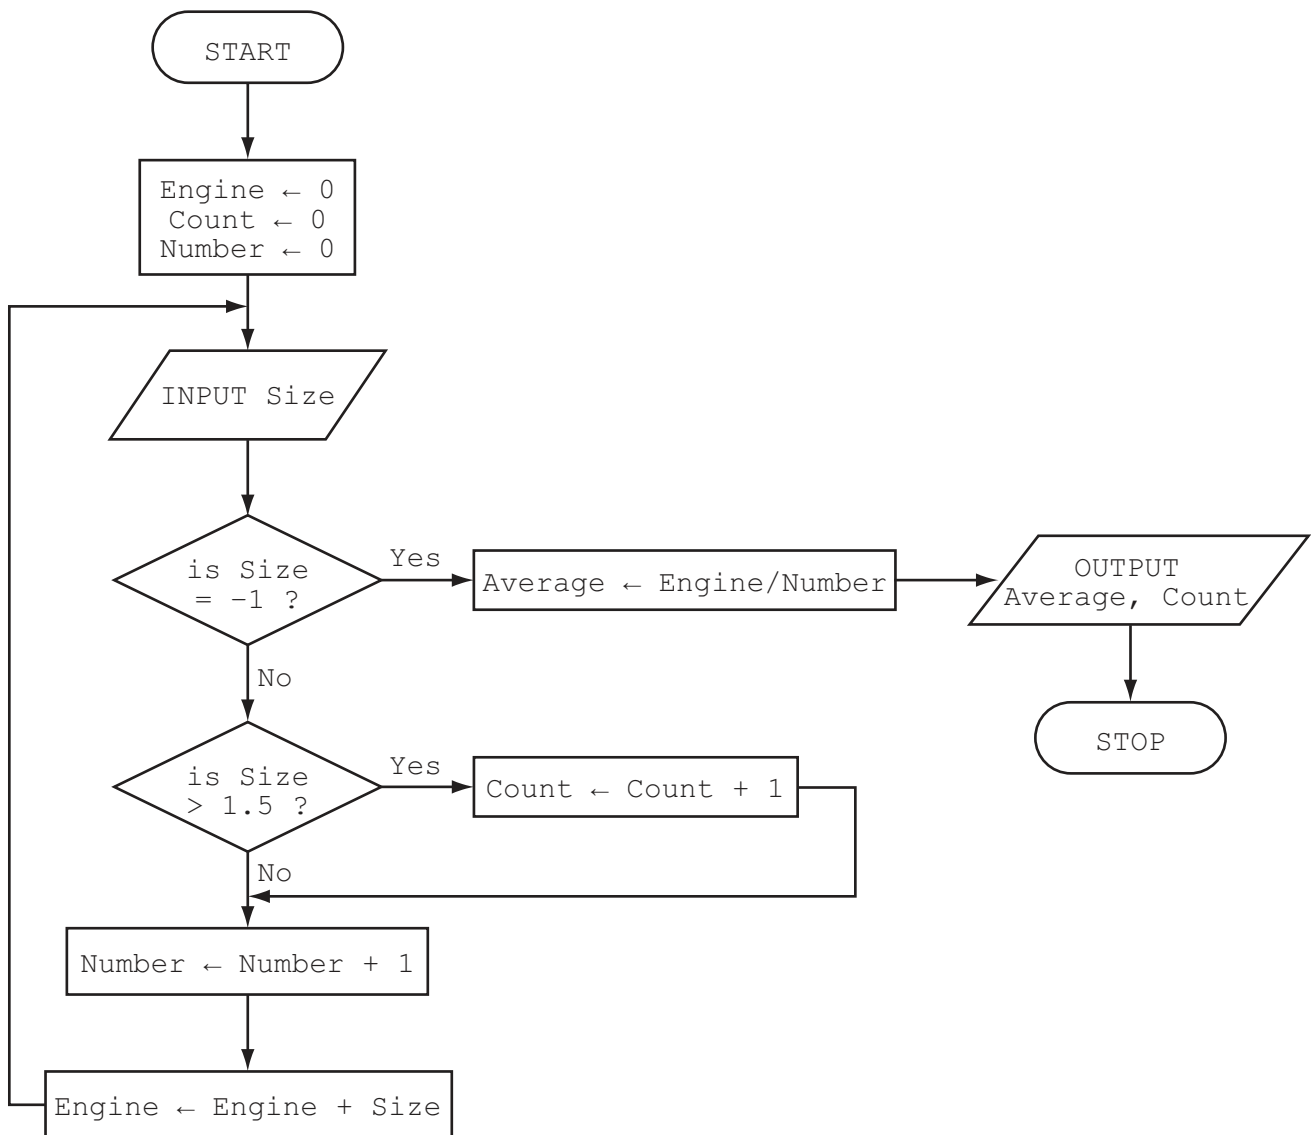 START
Engine ← 0
Count ← 0
Number ← 0
INPUT Size
is Size
= −1 ?
Yes
Average ← Engine/Number
OUTPUT
Average, Count
No
STOP
is Size
> 1.5 ?
Yes
Count ← Count + 1
No
Number ← Number + 1
Engine ← Engine + Size